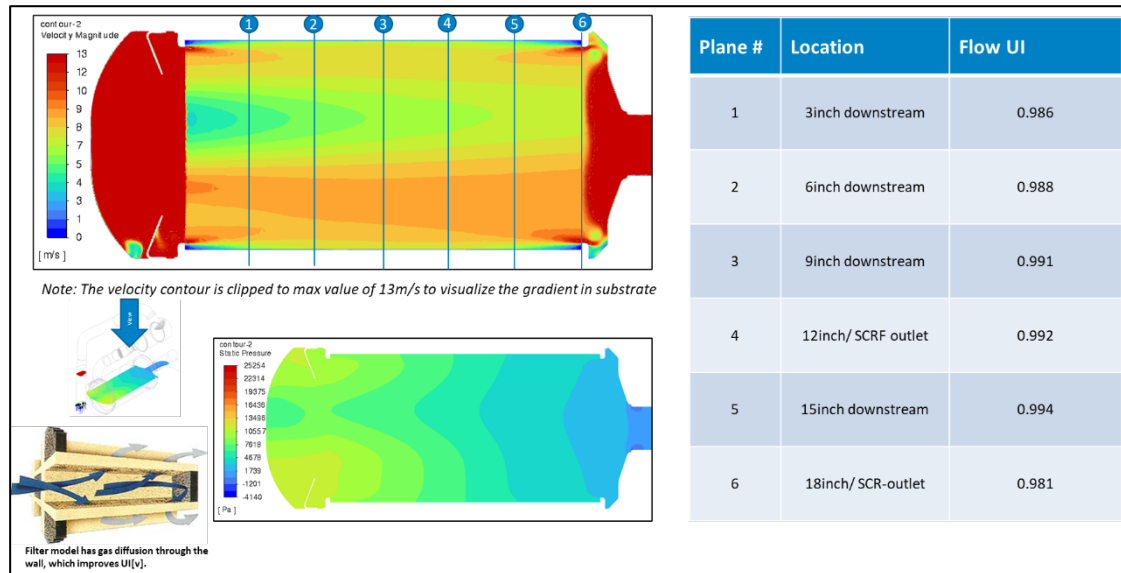 contour-2
Velocity Magnitude
13
12
11
10
9
8
8
7
6
5
4
3
3
2
1
0
[ m/s ]
1
2
3
4
5
6
Note: The velocity contour is clipped to max value of 13m/s to visualize the gradient in substrate
View
contour-2
Static Pressure
25254
22314
19375
16436
13496
10557
7618
4678
1739
-1201
-4140
[ Pa ]
Filter model has gas diffusion through the
wall, which improves UI[v].
Plane # Location Flow UI
1 3inch downstream 0.986
2 6inch downstream 0.988
3 9inch downstream 0.991
4 12inch/ SCRF outlet 0.992
5 15inch downstream 0.994
6 18inch/ SCR-outlet 0.981